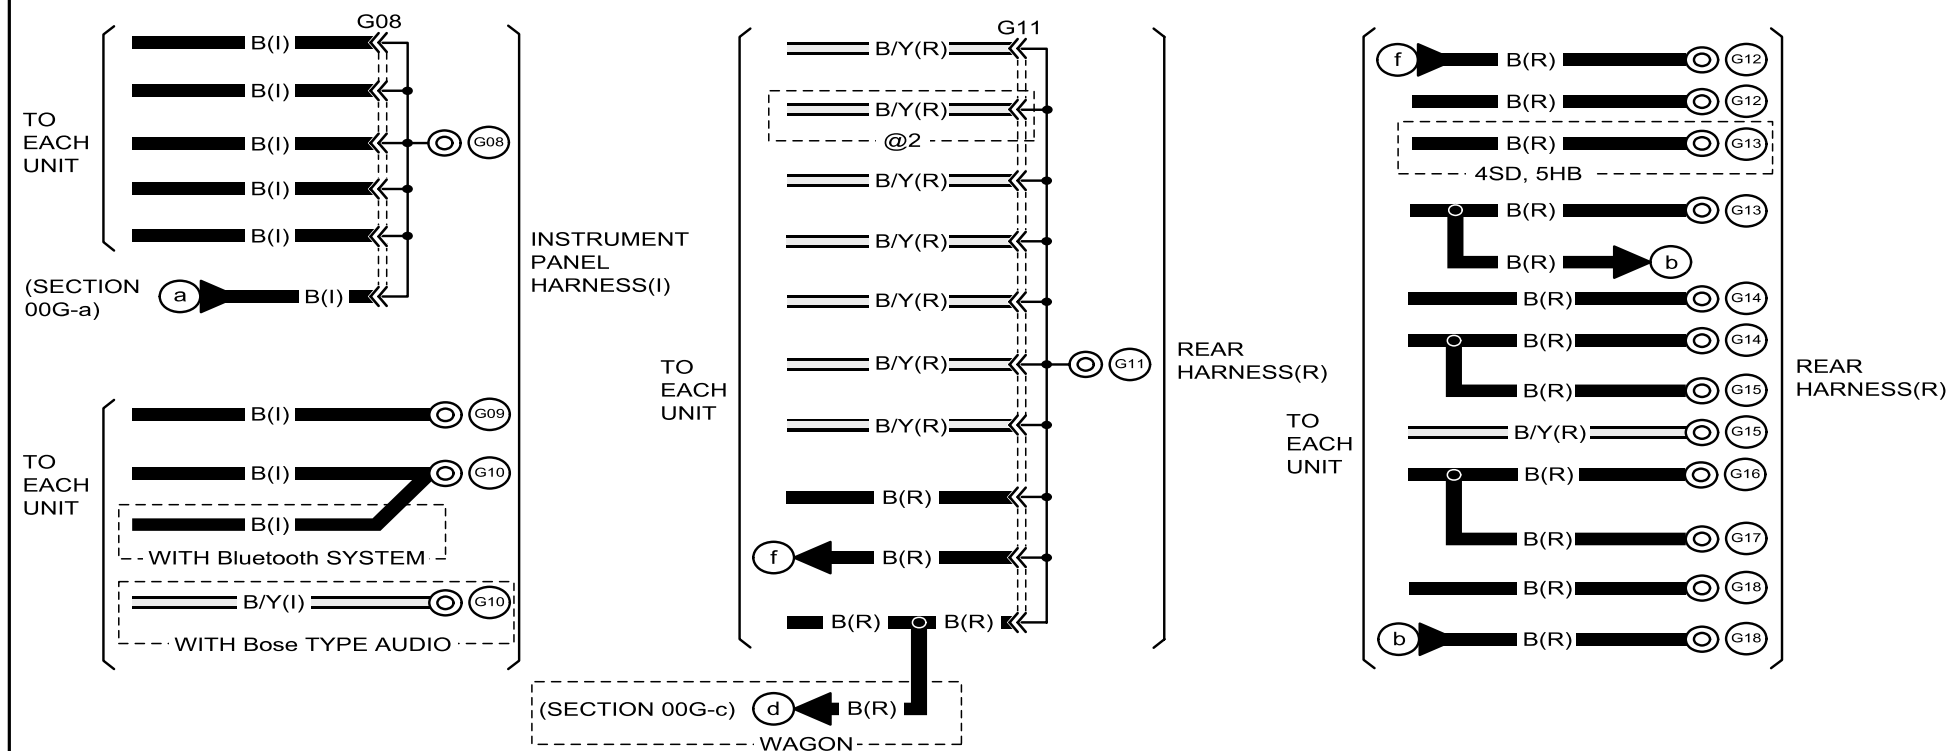 G08
B(I)
B(I)
TO
EACH
UNIT
B(I)
G08
B(I)
B(I)
(SECTION
00G-a)
a
B(I)
INSTRUMENT
PANEL
HARNESS(I)
TO
EACH
UNIT
B(I)
G09
B(I)
G10
B(I)
WITH Bluetooth SYSTEM
B/Y(I)
G10
WITH Bose TYPE AUDIO
G11
B/Y(R)
B/Y(R)
@2
B/Y(R)
B/Y(R)
B/Y(R)
TO
EACH
UNIT
B/Y(R)
G11
B/Y(R)
B(R)
f
B(R)
B(R)
B(R)
(SECTION 00G-c)
d
B(R)
WAGON
REAR
HARNESS(R)
f
B(R)
G12
B(R)
G12
B(R)
G13
4SD, 5HB
B(R)
G13
B(R)
b
B(R)
G14
B(R)
G14
B(R)
G15
TO
EACH
UNIT
B/Y(R)
G15
B(R)
G16
B(R)
G17
B(R)
G18
b
B(R)
G18
REAR
HARNESS(R)